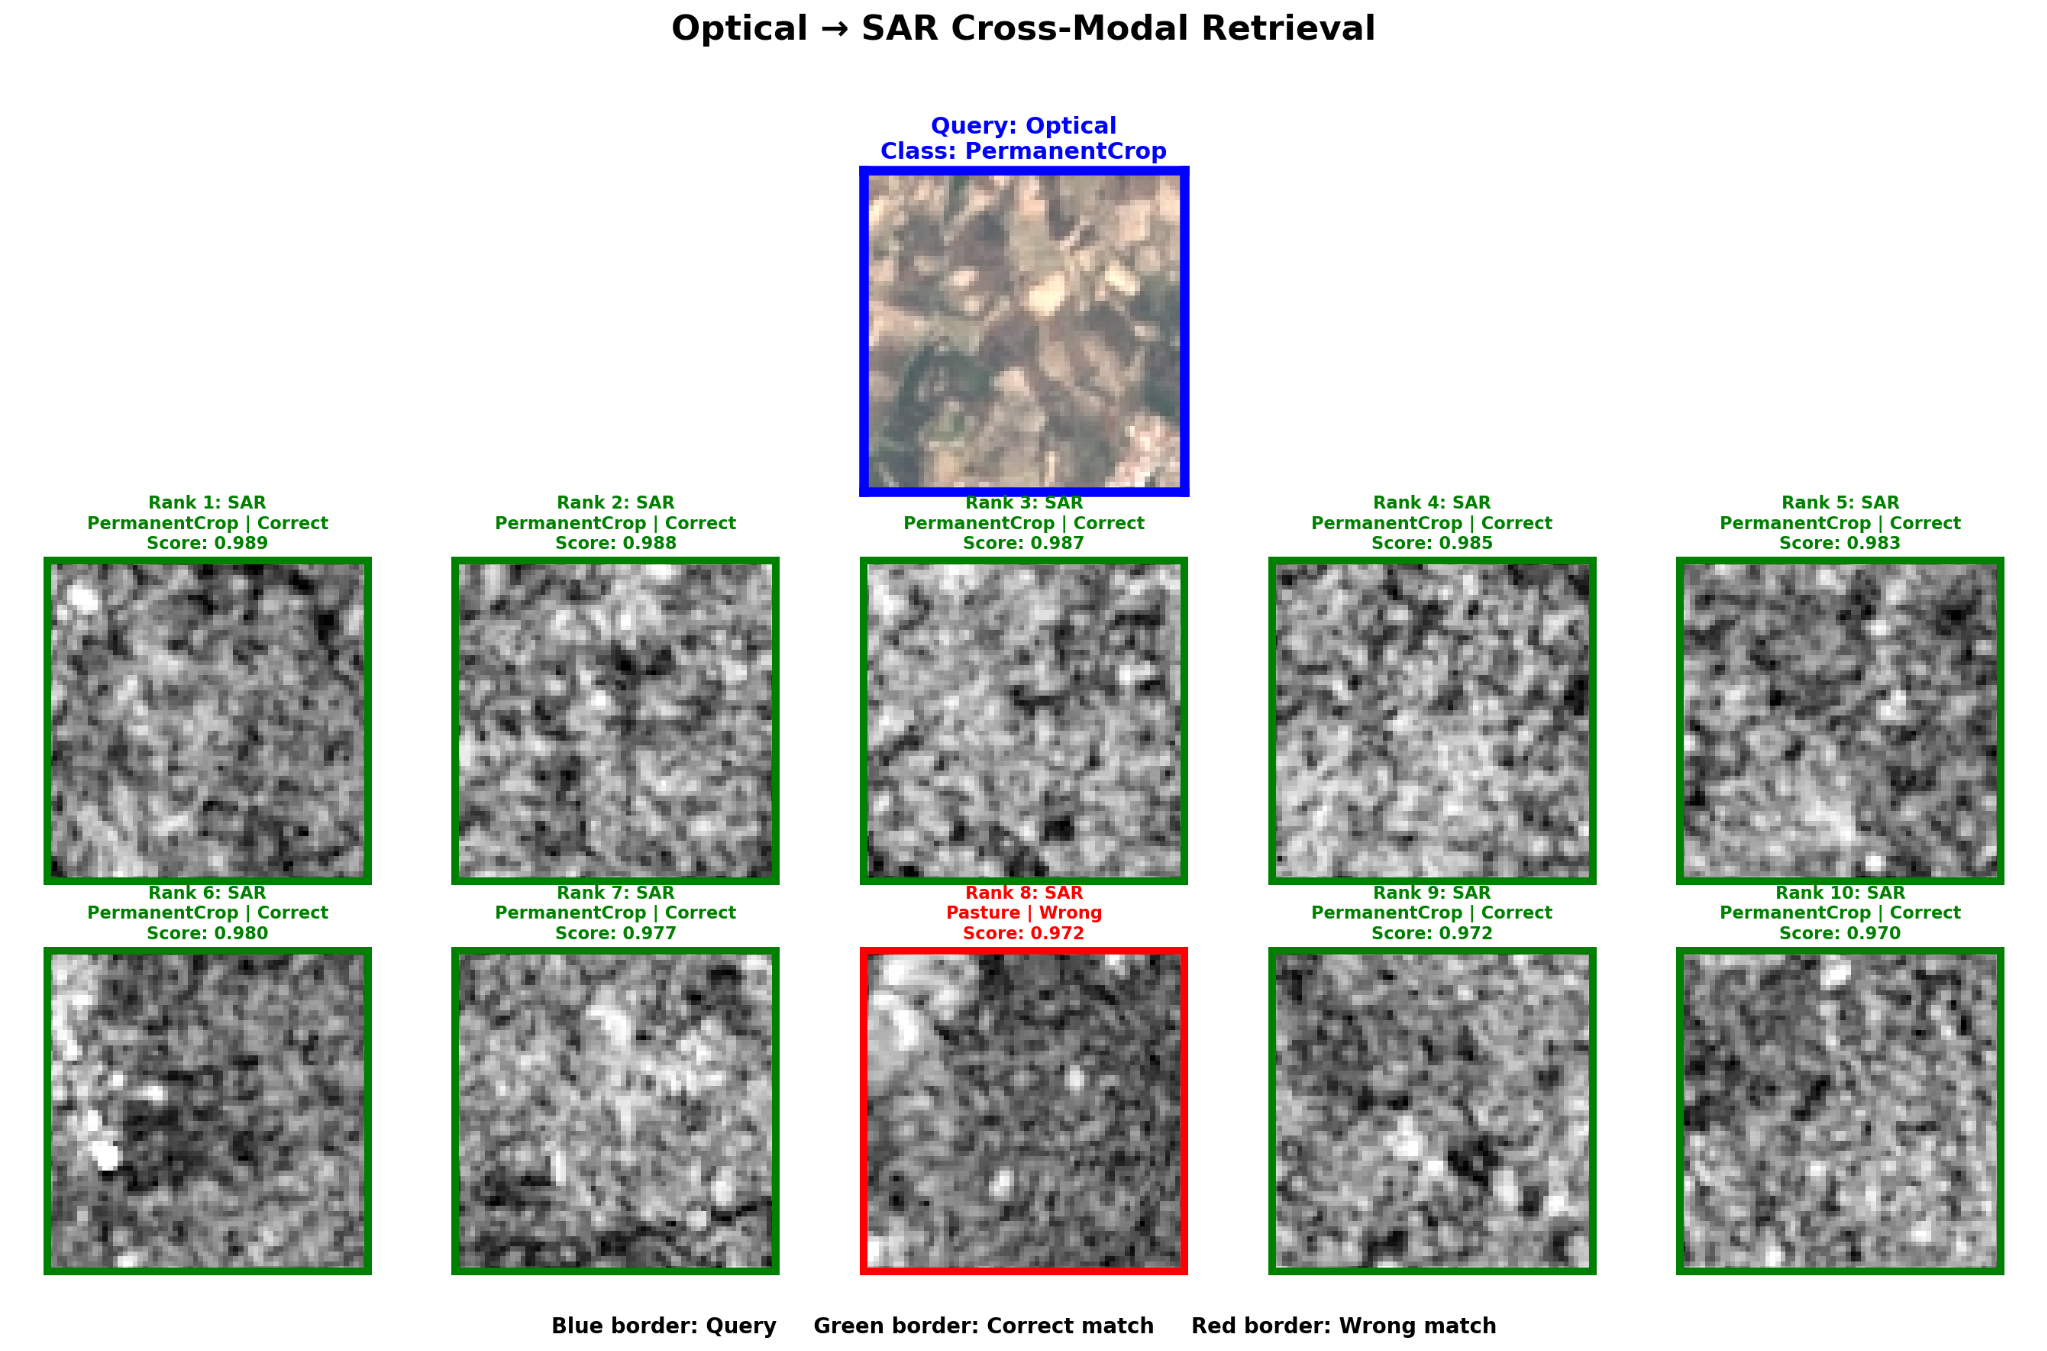 Optical → SAR Cross-Modal Retrieval
Query: Optical
Class: PermanentCrop
Rank 1: SAR
PermanentCrop | Correct
Score: 0.989
Rank 2: SAR
PermanentCrop | Correct
Score: 0.988
Rank 3: SAR
PermanentCrop | Correct
Score: 0.987
Rank 4: SAR
PermanentCrop | Correct
Score: 0.985
Rank 5: SAR
PermanentCrop | Correct
Score: 0.983
Rank 6: SAR
PermanentCrop | Correct
Score: 0.980
Rank 7: SAR
PermanentCrop | Correct
Score: 0.977
Rank 8: SAR
Pasture | Wrong
Score: 0.972
Rank 9: SAR
PermanentCrop | Correct
Score: 0.972
Rank 10: SAR
PermanentCrop | Correct
Score: 0.970
Blue border: Query Green border: Correct match Red border: Wrong match